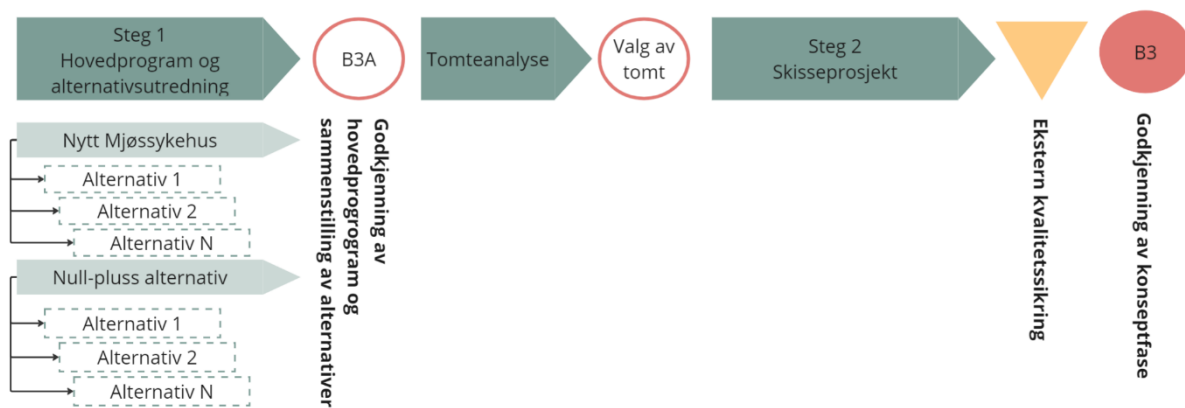 Steg 1
Hovedprogram og
alternativsutredning
B3A
Tomteanalyse
Valg av
tomt
Steg 2
Skisseprosjekt
B3
Nytt Mjøssykehus
Alternativ 1
Alternativ 2
Alternativ N
Null-pluss alternativ
Alternativ 1
Alternativ 2
Alternativ N
Godkjenning av
hovedprogrogram og
sammenstilling av alternativer
Ekstern kvalitetssikring
Godkjenning av konseptfase